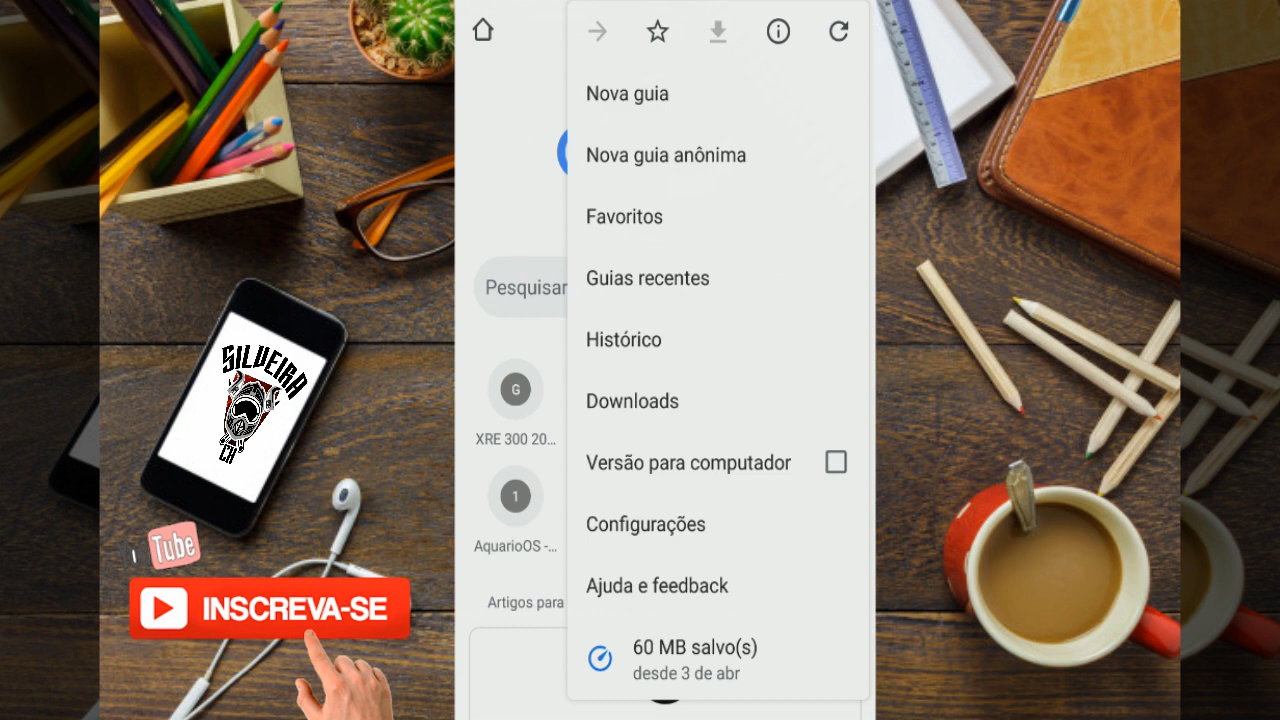 Nova guia
Nova guia anônima
Favoritos
Pesquisar
Guias recentes
Histórico
G
XRE 300 20...
Downloads
Versão para computador
1
AquarioOS -...
Configurações
Ajuda e feedback
Artigos para
60 MB salvo(s)
desde 3 de abr
SILVEIRA
CH
Tube
INSCREVA-SE